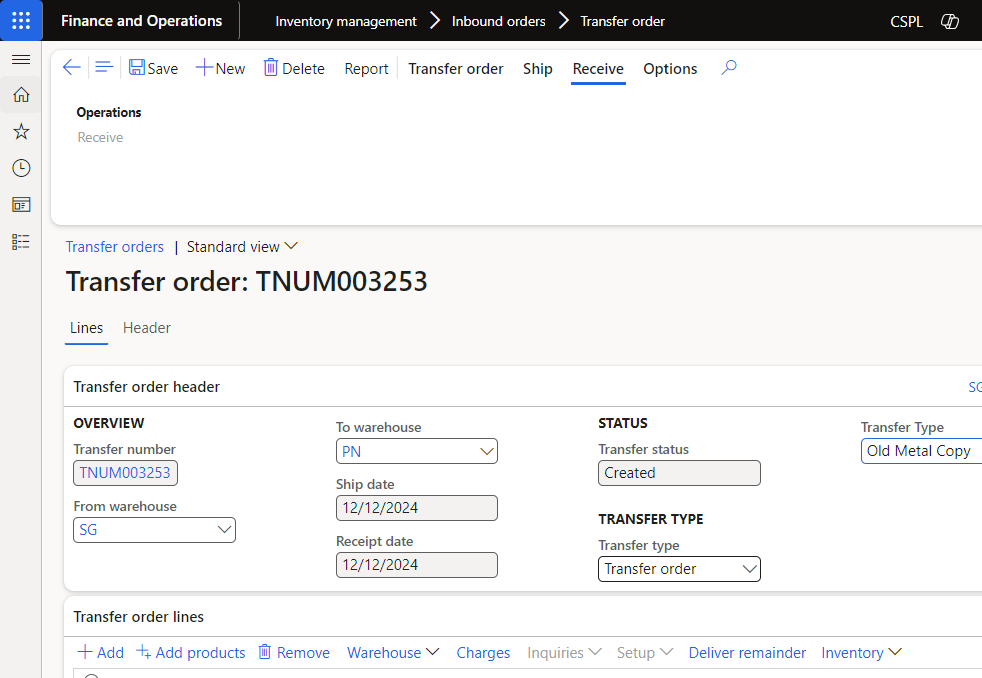 Finance and Operations
Inventory management > Inbound orders > Transfer order
CSPL
Save New Delete Report Transfer order Ship Receive Options
Operations
Receive
Transfer orders | Standard view
Transfer order: TNUM003253
Lines Header
Transfer order header
SG
OVERVIEW
Transfer number
TNUM003253
From warehouse
SG
To warehouse
PN
Ship date
12/12/2024
Receipt date
12/12/2024
STATUS
Transfer status
Created
TRANSFER TYPE
Transfer type
Transfer order
Transfer Type
Old Metal Copy
Transfer order lines
Add Add products Remove Warehouse Charges Inquiries Setup Deliver remainder Inventory